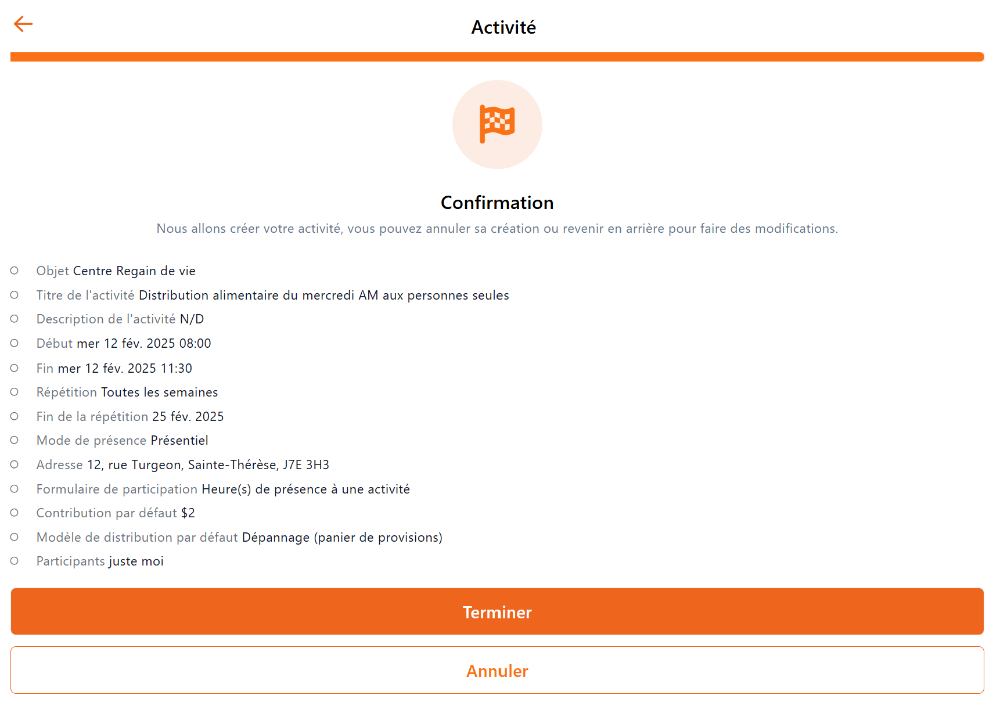 Activité
Confirmation
Nous allons créer votre activité, vous pouvez annuler sa création ou revenir en arrière pour faire des modifications.
Objet Centre Regain de vie
Titre de l'activité Distribution alimentaire du mercredi AM aux personnes seules
Description de l'activité N/D
Début mer 12 fév. 2025 08:00
Fin mer 12 fév. 2025 11:30
Répétition Toutes les semaines
Fin de la répétition 25 fév. 2025
Mode de présence Présentiel
Adresse 12, rue Turgeon, Sainte-Thérèse, J7E 3H3
Formulaire de participation Heure(s) de présence à une activité
Contribution par défaut $2
Modèle de distribution par défaut Dépannage (panier de provisions)
Participants juste moi
Terminer
Annuler